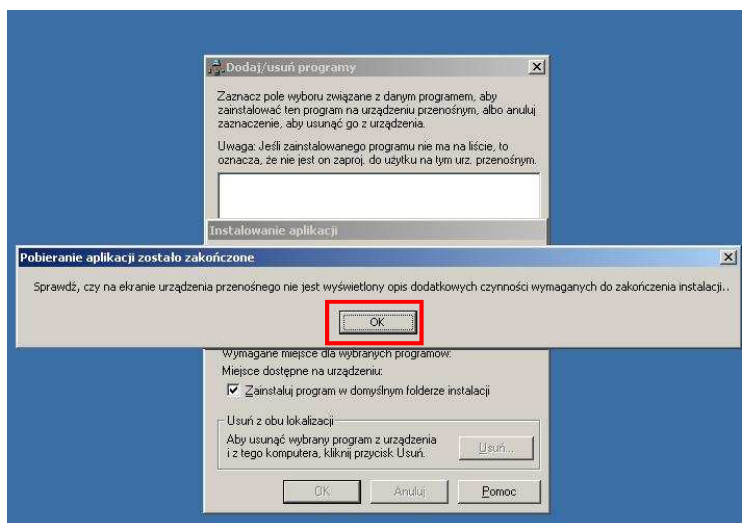 Dodaj/usuń programy
Zaznacz pole wyboru związane z danym programem, aby
zainstalować ten program na urządzeniu przenośnym, albo anuluj
zaznaczenie, aby usunąć go z urządzenia.
Uwaga: Jeśli zainstalowanego programu nie ma na liście, to
oznacza, że nie jest on zaproj. do użytku na tym urz. przenośnym.
Instalowanie aplikacji
Pobieranie aplikacji zostało zakończone
Sprawdź, czy na ekranie urządzenia przenośnego nie jest wyświetlony opis dodatkowych czynności wymaganych do zakończenia instalacji..
OK
Wymagane miejsce dla wybranych programów:
Miejsce dostępne na urządzeniu:
Zainstaluj program w domyślnym folderze instalacji
Usuń z obu lokalizacji
Aby usunąć wybrany program z urządzenia
i z tego komputera, kliknij przycisk Usuń.
Usuń...
OK
Anuluj
Pomoc